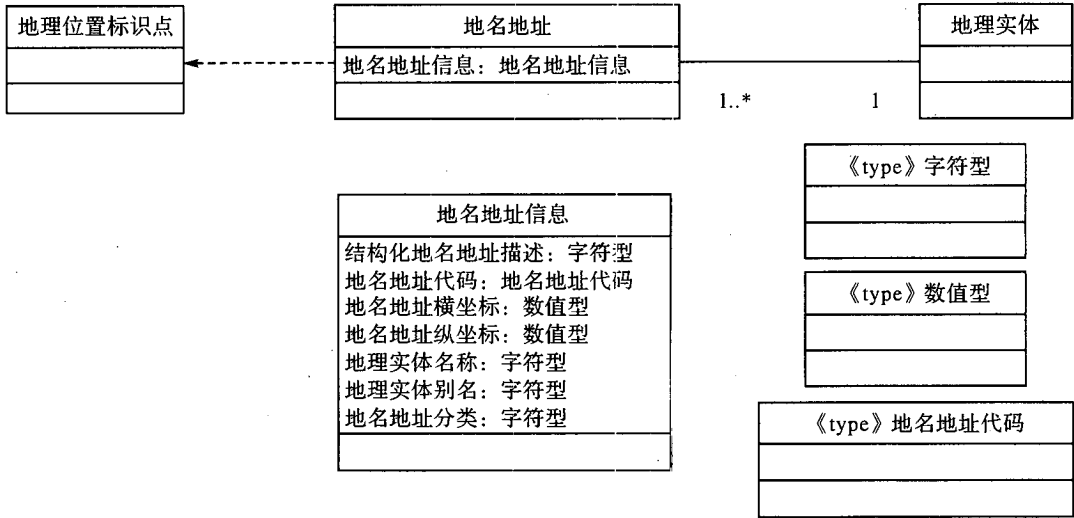 地理位置标识点
地名地址
地理实体
地名地址信息：地名地址信息
1..*
1
《type》字符型
地名地址信息
结构化地名地址描述：字符型
地名地址代码：地名地址代码
地名地址横坐标：数值型
地名地址纵坐标：数值型
地理实体名称：字符型
地理实体别名：字符型
地名地址分类：字符型
《type》数值型
《type》地名地址代码